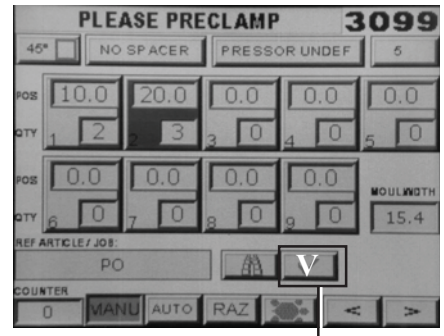 PLEASE PRECLAMP 3099
45° NO SPACER PRESSOR UNDEF 6
POS 10.0 20.0 0.0 0.0 0.0
QTY 1 2 2 3 3 0 4 0 5 0
POS 0.0 0.0 0.0 0.0 MOULWIDTH
QTY 6 0 7 0 8 0 9 0 15.4
REF ARTICLE / JOB:
PO V
COUNTER
0 MANU AUTO RAZ < >